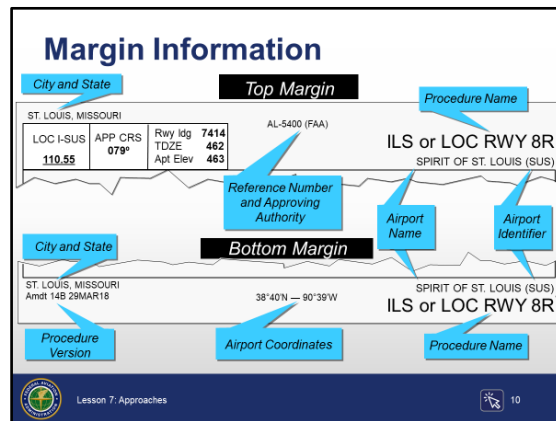 Margin Information
City and State
Top Margin
Procedure Name
ST. LOUIS, MISSOURI
LOC I-SUS
110.55
APP CRS
079°
Rwy ldg 7414
TDZE 462
Apt Elev 463
AL-5400 (FAA)
ILS or LOC RWY 8R
SPIRIT OF ST. LOUIS (SUS)
Reference Number
and Approving
Authority
Airport
Name
Airport
Identifier
City and State
Bottom Margin
ST. LOUIS, MISSOURI
Amdt 14B 29MAR18
38°40'N — 90°39'W
SPIRIT OF ST. LOUIS (SUS)
ILS or LOC RWY 8R
Procedure
Version
Airport Coordinates
Procedure Name
Lesson 7: Approaches
10